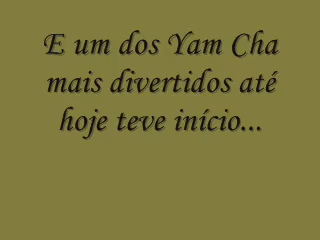 E um dos Yam Cha
mais divertidos até
hoje teve início...